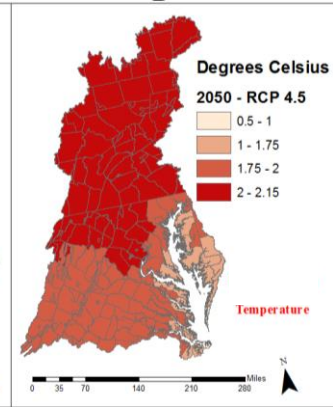 Degrees Celsius
2050 - RCP 4.5
0.5 - 1
1 - 1.75
1.75 - 2
2 - 2.15
Temperature
N
Miles
0 35 70 140 210 280